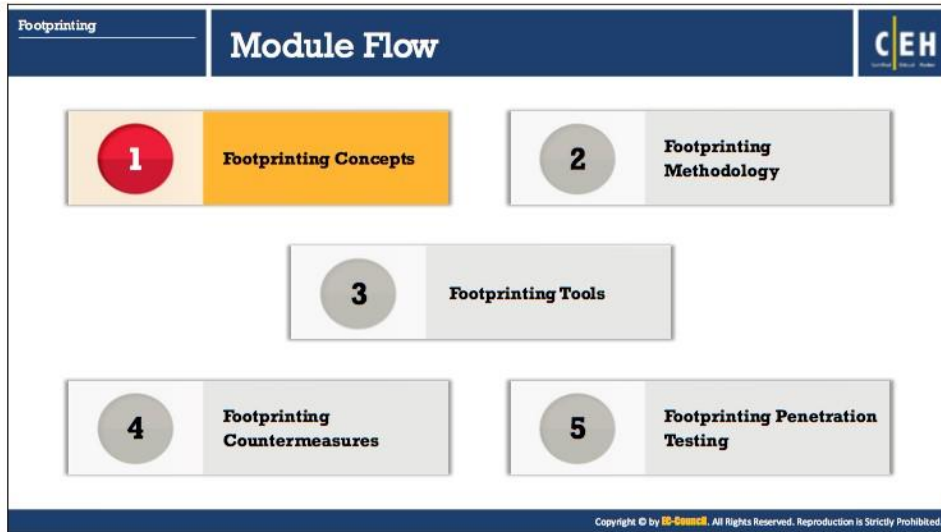 Footprinting
Module Flow
C|EH
1
Footprinting Concepts
2
Footprinting
Methodology
3
Footprinting Tools
4
Footprinting
Countermeasures
5
Footprinting Penetration
Testing
Copyright © by EC-Council. All Rights Reserved. Reproduction is Strictly Prohibited